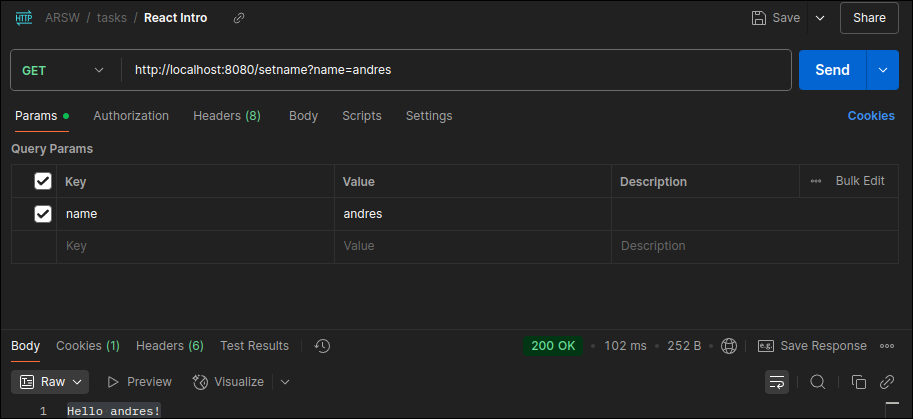 HTTP ARSW / tasks / React Intro Save Share
GET http://localhost:8080/setname?name=andres Send
Params Authorization Headers (8) Body Scripts Settings Cookies
Query Params
Key Value Description Bulk Edit
name andres
Key Value Description
Body Cookies (1) Headers (6) Test Results 200 OK • 102 ms • 252 B • e.g. Save Response
Raw Preview Visualize
1 Hello andres!